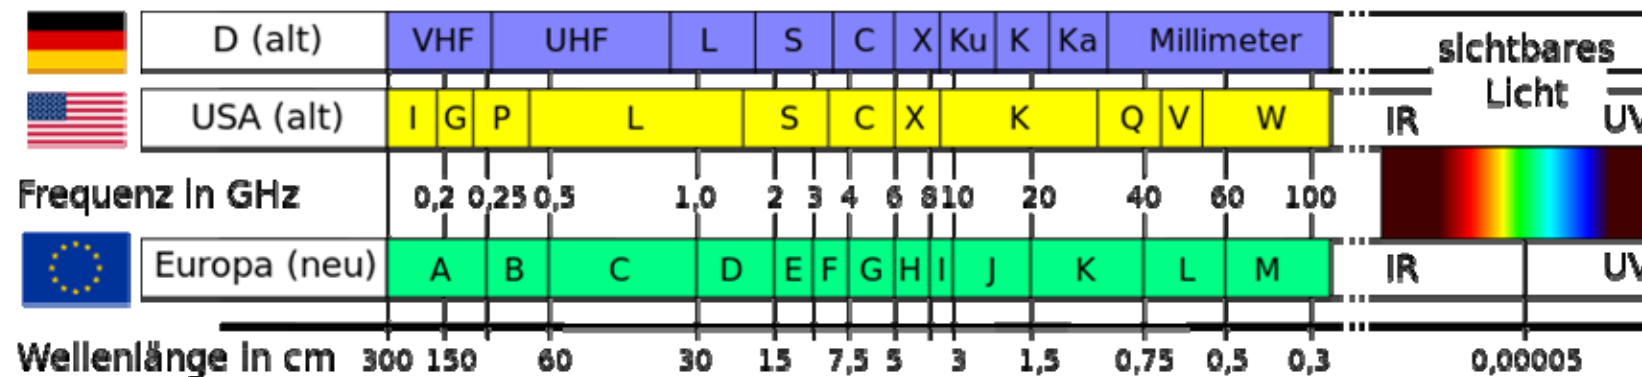 D (alt) VHF UHF L S C X Ku K Ka Millimeter
sichtbares
Licht
USA (alt) I G P L S C X K Q V W IR UV
Frequenz in GHz 0,2 0,25 0,5 1,0 2 3 4 6 8 10 20 40 60 100
Europa (neu) A B C D E F G H I J K L M IR UV
Wellenlänge in cm 300 150 60 30 15 7,5 5 3 1,5 0,75 0,5 0,3 0,00005